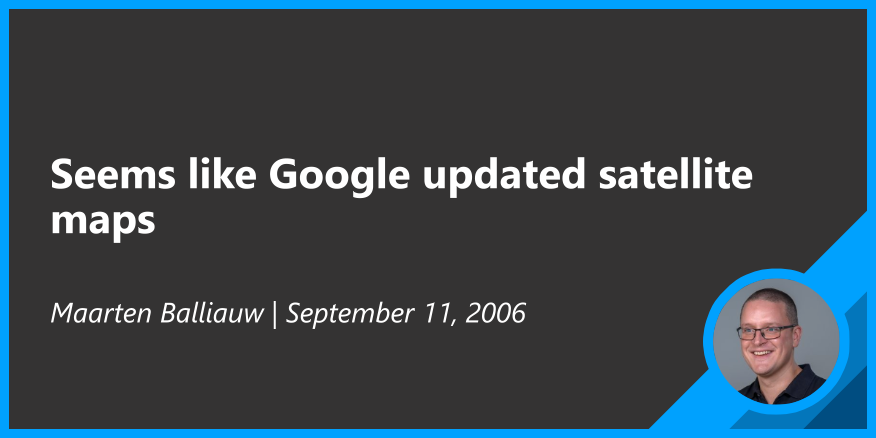 Seems like Google updated satellite
maps
Maarten Balliauw | September 11, 2006